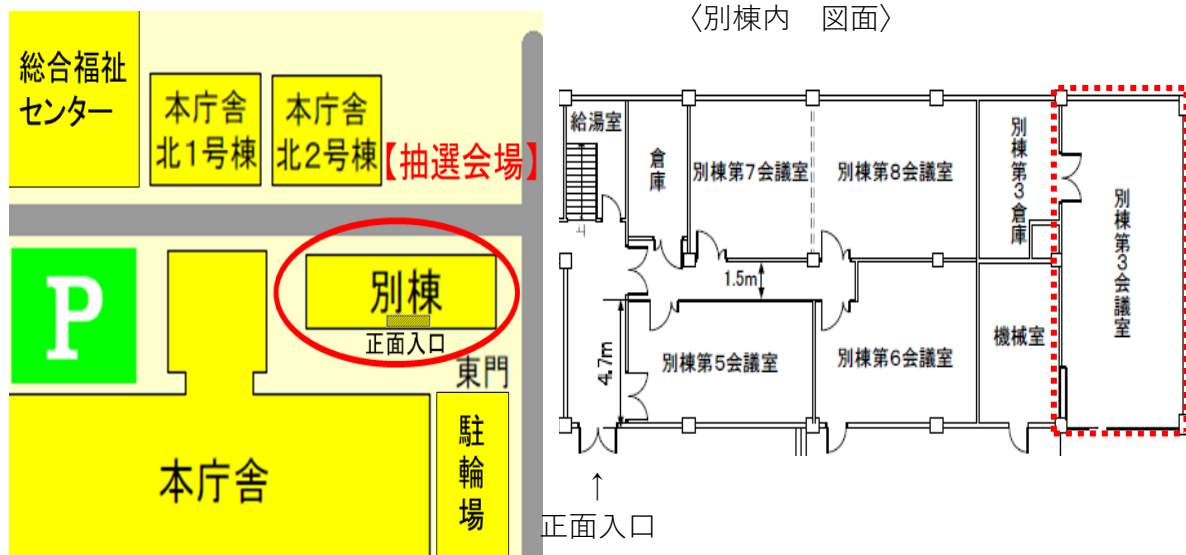 〈別棟内　図面〉
総合福祉
センター
本庁舎
北1号棟
本庁舎
北2号棟
【抽選会場】
P
別棟
正面入口
東門
駐輪場
本庁舎
給湯室
倉庫
別棟第7会議室
別棟第8会議室
別棟第3倉庫
別棟第3会議室
1.5m
4.7m
別棟第5会議室
別棟第6会議室
機械室
上
↑
正面入口